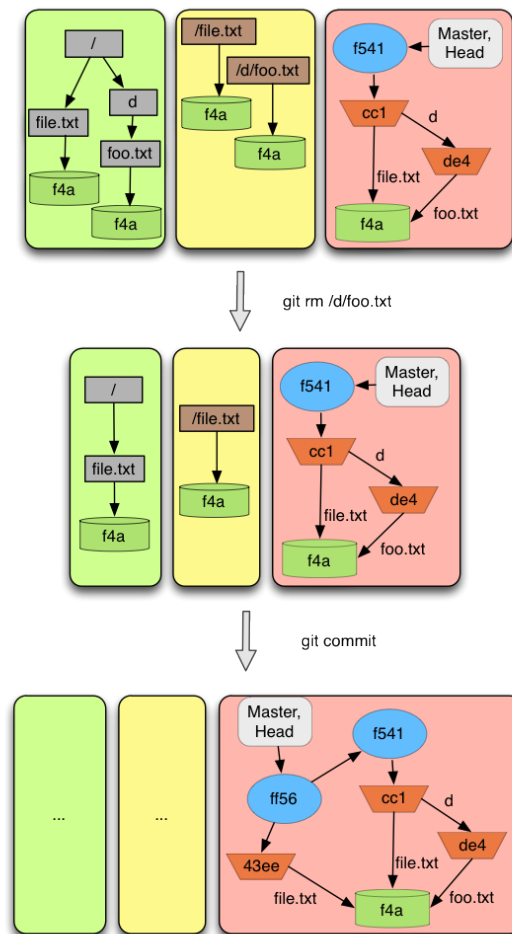 /
d
file.txt
foo.txt
f4a
f4a
/file.txt
/d/foo.txt
f4a
f4a
Master,
Head
f541
cc1
d
de4
file.txt
foo.txt
f4a
git rm /d/foo.txt
/
file.txt
f4a
/file.txt
f4a
Master,
Head
f541
cc1
d
de4
file.txt
foo.txt
f4a
git commit
...
...
Master,
Head
f541
ff56
cc1
d
43ee
de4
file.txt
file.txt
foo.txt
f4a